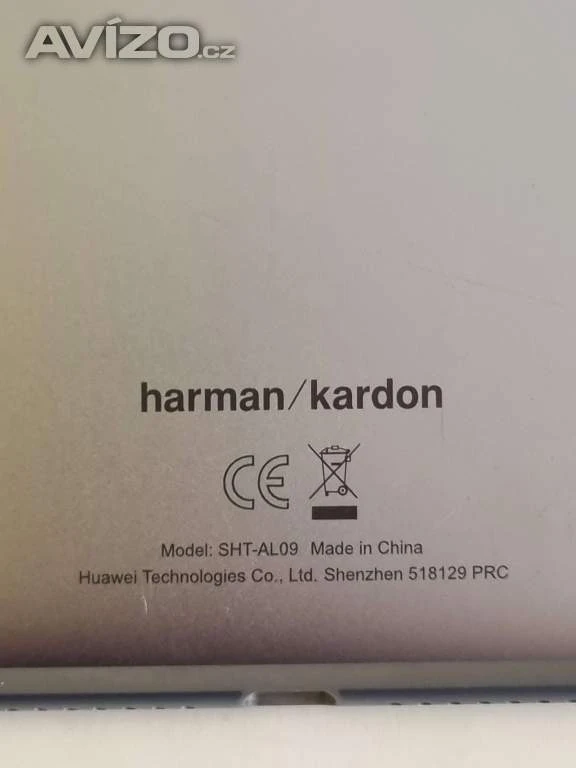 AVÍZO.cz
harman/kardon
CE
Model: SHT-AL09 Made in China
Huawei Technologies Co., Ltd. Shenzhen 518129 PRC